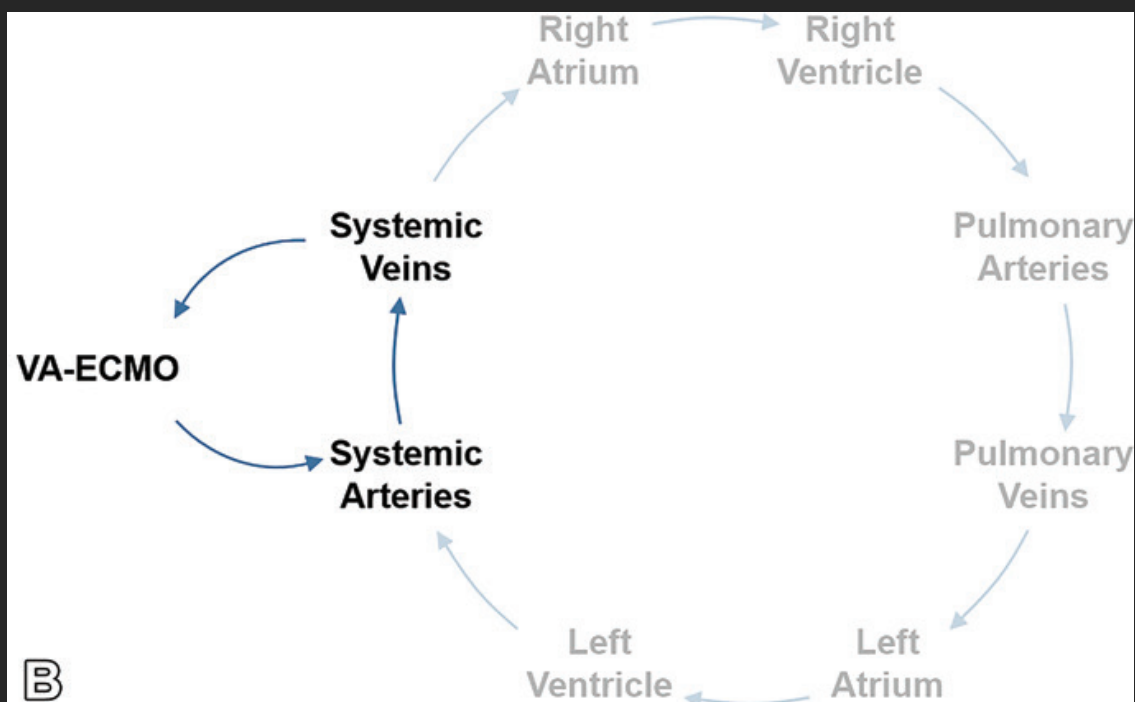 Right
Atrium
Right
Ventricle
Systemic
Veins
Pulmonary
Arteries
VA-ECMO
Systemic
Arteries
Pulmonary
Veins
Left
Ventricle
Left
Atrium
B